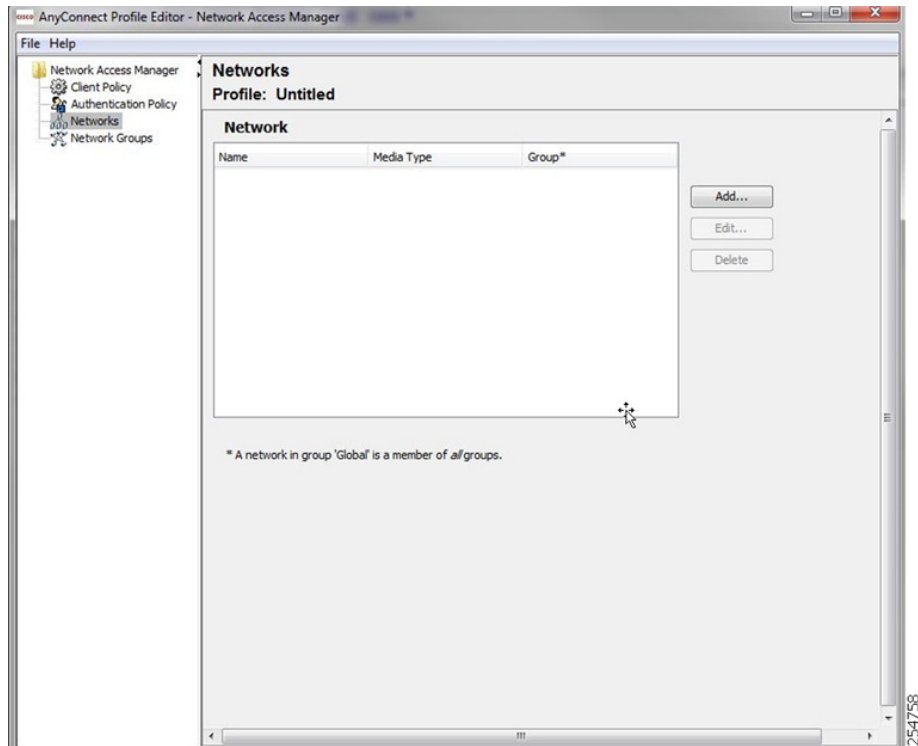 CISCO AnyConnect Profile Editor - Network Access Manager
File Help
Network Access Manager
Client Policy
Authentication Policy
Networks
Network Groups
Networks
Profile: Untitled
Network
Name Media Type Group*
Add...
Edit...
Delete
* A network in group 'Global' is a member of all groups.
254758